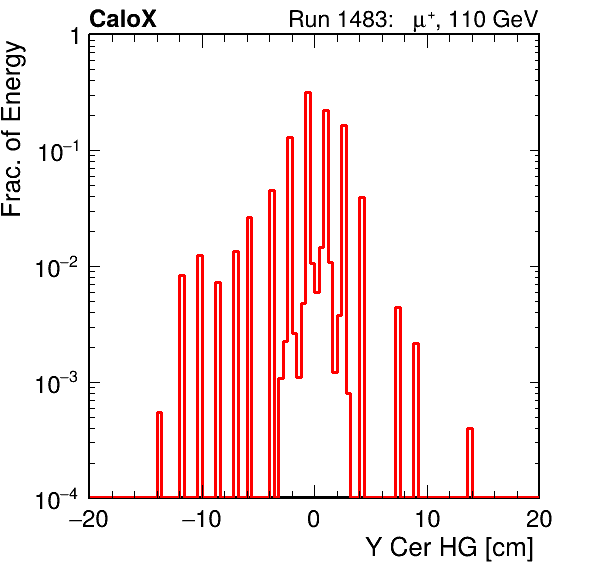 CaloX Run 1483: μ⁺, 110 GeV
Frac. of Energy
1
10⁻¹
10⁻²
10⁻³
10⁻⁴
−20 −10 0 10 20
Y Cer HG [cm]